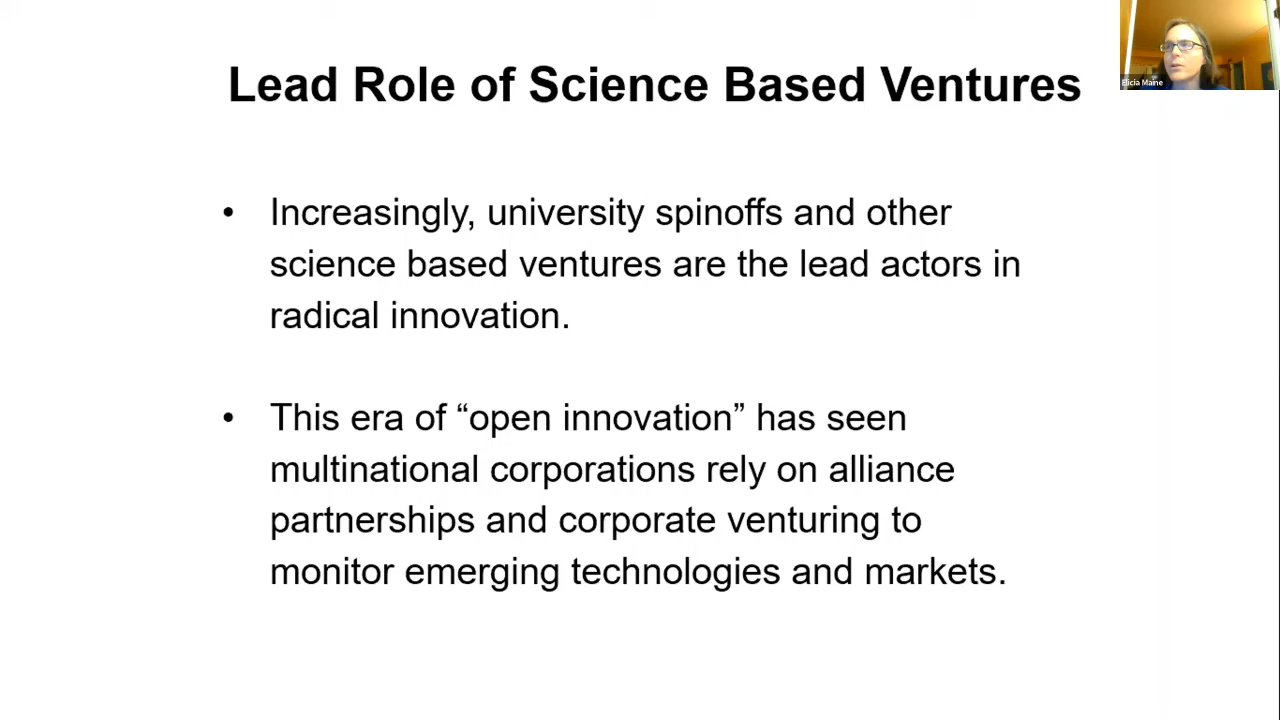 Lead Role of Science Based Ventures
Elicia Maine
• Increasingly, university spinoffs and other
science based ventures are the lead actors in
radical innovation.
• This era of “open innovation” has seen
multinational corporations rely on alliance
partnerships and corporate venturing to
monitor emerging technologies and markets.